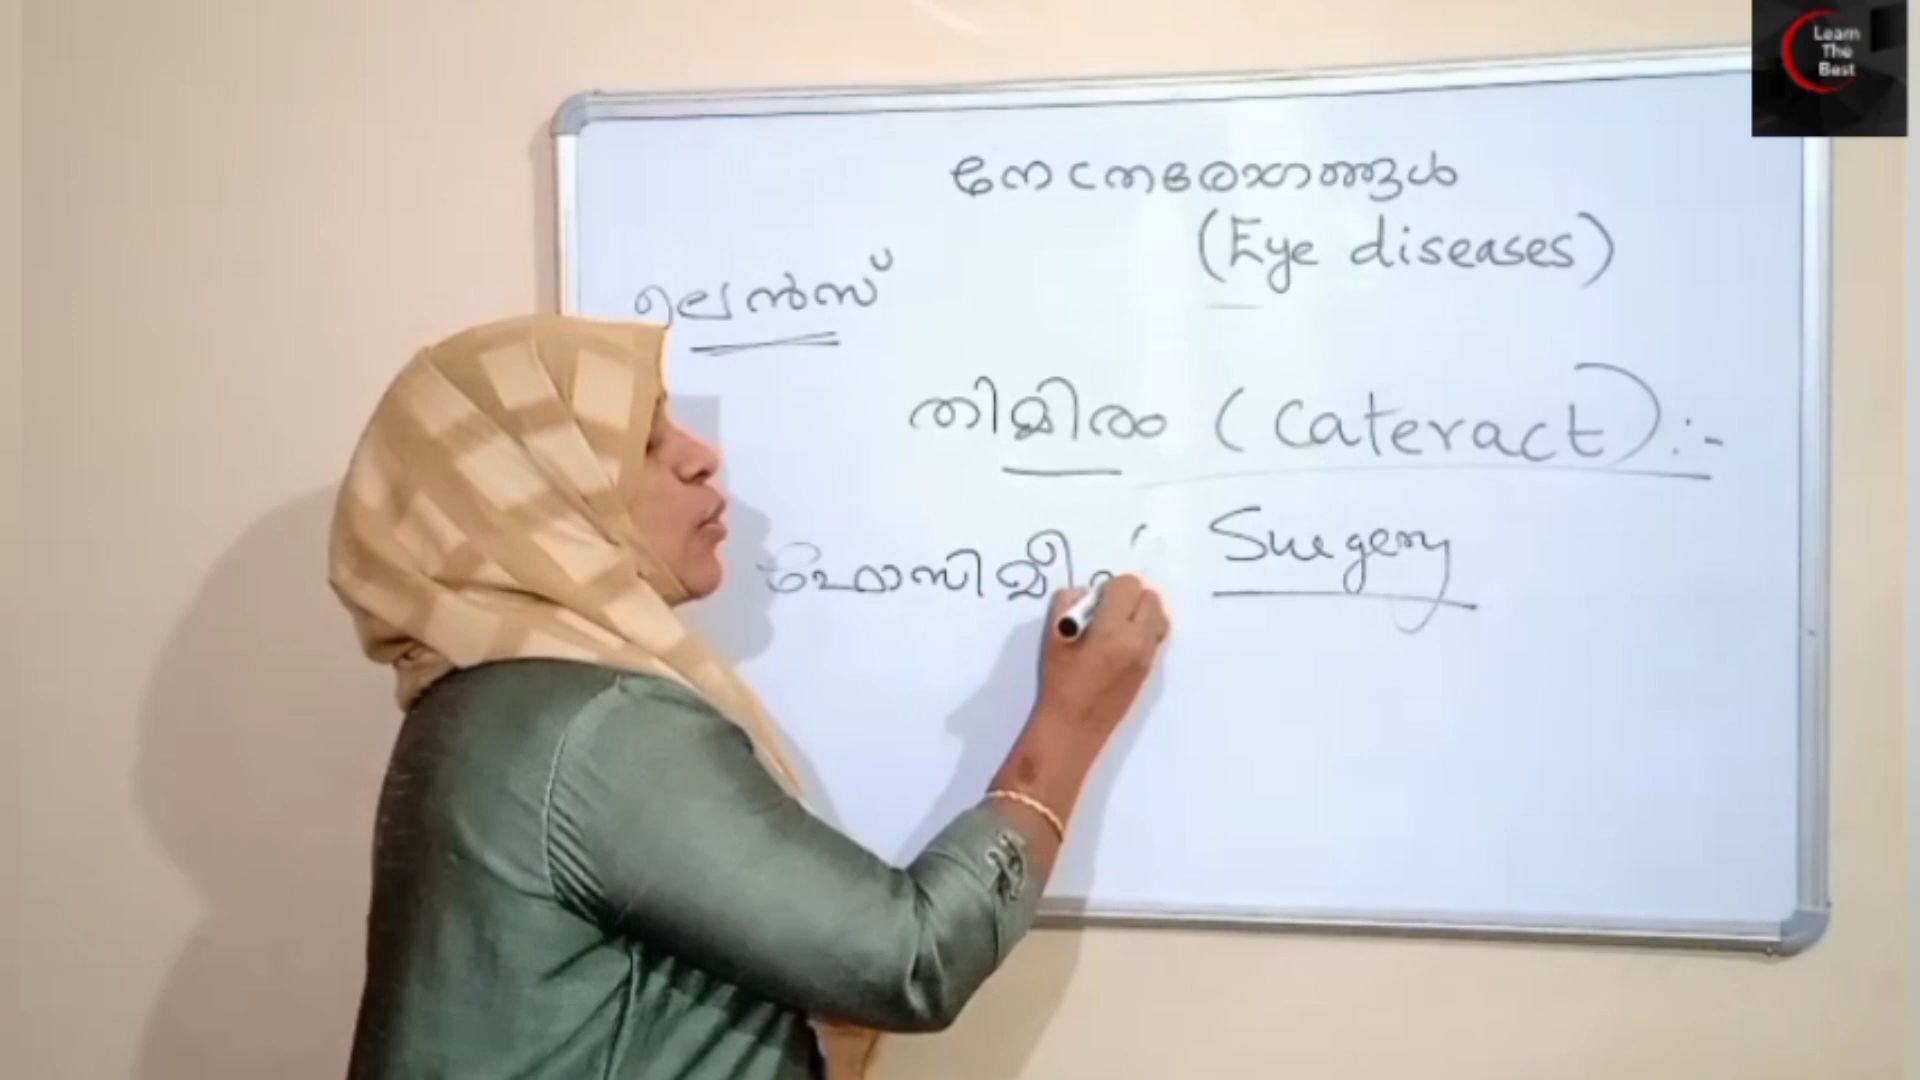 നേത്രരോഗങ്ങൾ
(Eye diseases)
ലെൻസ്
തിമിരം (Cateract):-
Surgery
Learn
The
Best